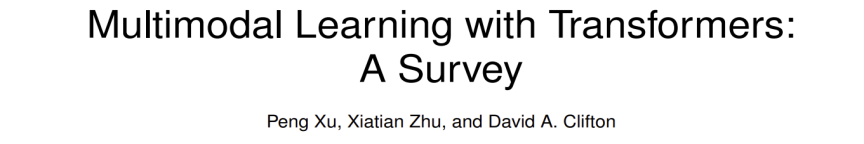 Multimodal Learning with Transformers:
A Survey
Peng Xu, Xiatian Zhu, and David A. Clifton